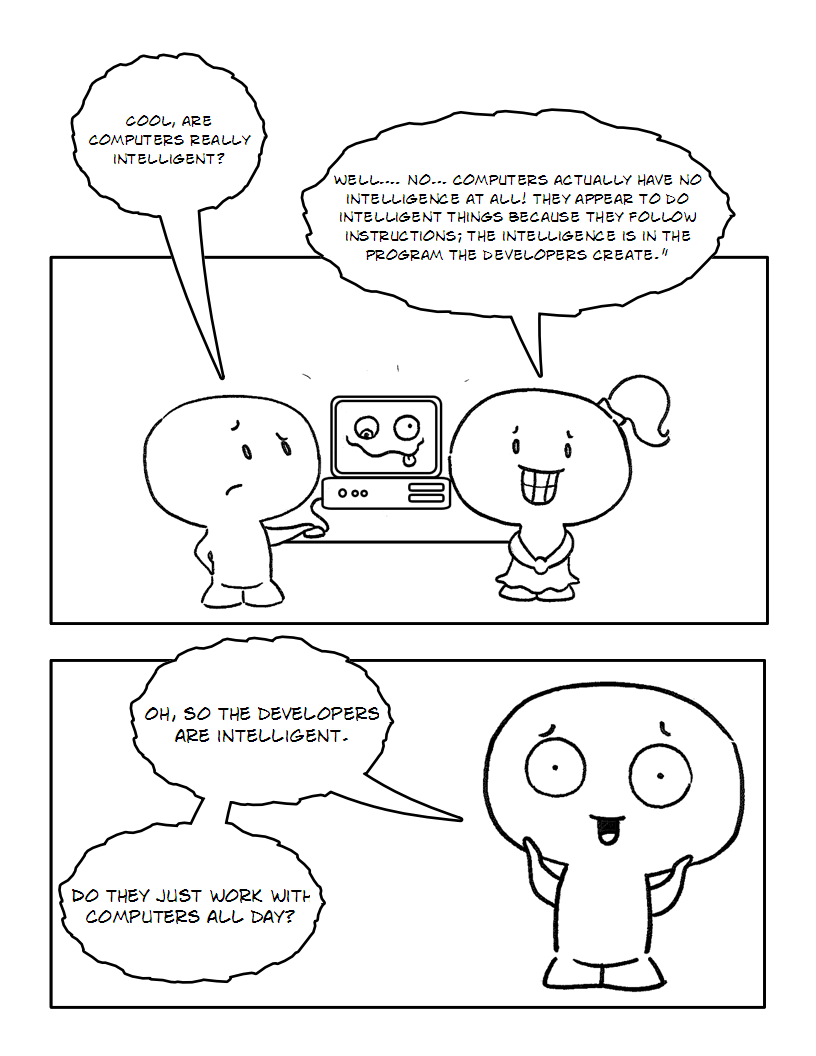 COOL, ARE
COMPUTERS REALLY
INTELLIGENT?
WELL.... NO... COMPUTERS ACTUALLY HAVE NO
INTELLIGENCE AT ALL! THEY APPEAR TO DO
INTELLIGENT THINGS BECAUSE THEY FOLLOW
INSTRUCTIONS; THE INTELLIGENCE IS IN THE
PROGRAM THE DEVELOPERS CREATE."
OH, SO THE DEVELOPERS
ARE INTELLIGENT.
DO THEY JUST WORK WITH
COMPUTERS ALL DAY?